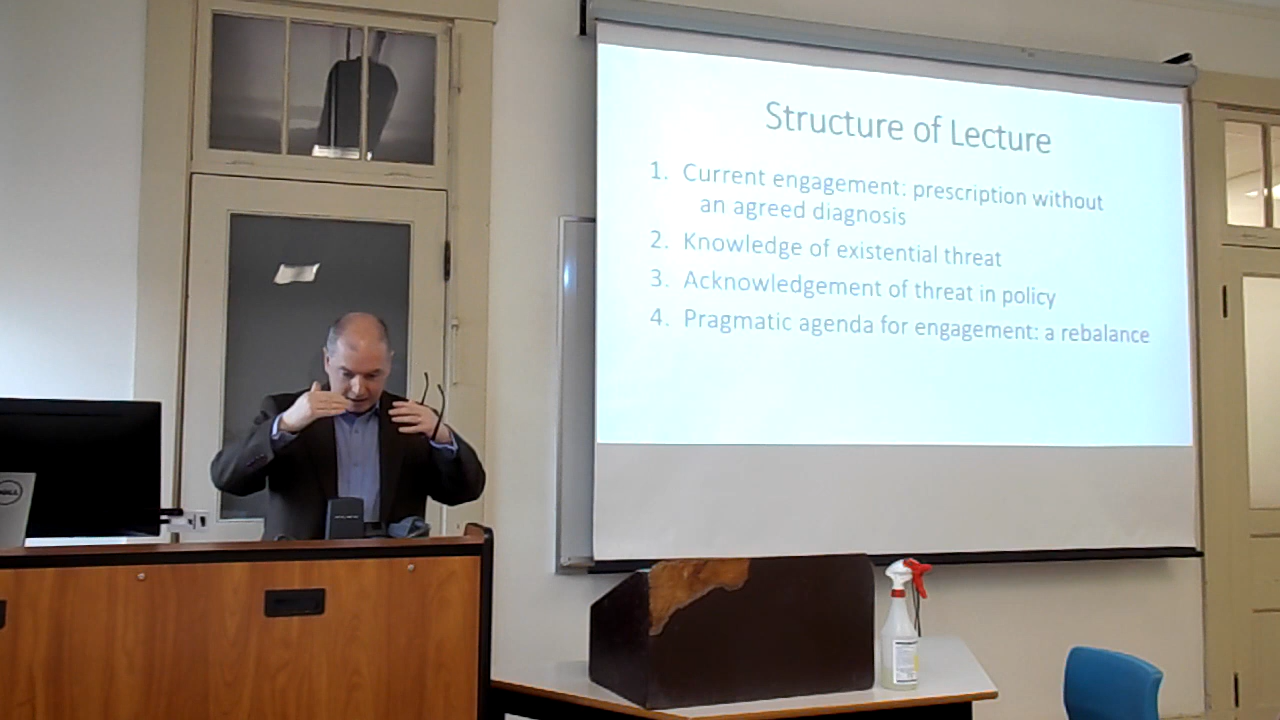 Structure of Lecture
1. Current engagement: prescription without
an agreed diagnosis
2. Knowledge of existential threat
3. Acknowledgement of threat in policy
4. Pragmatic agenda for engagement: a rebalance
DELL